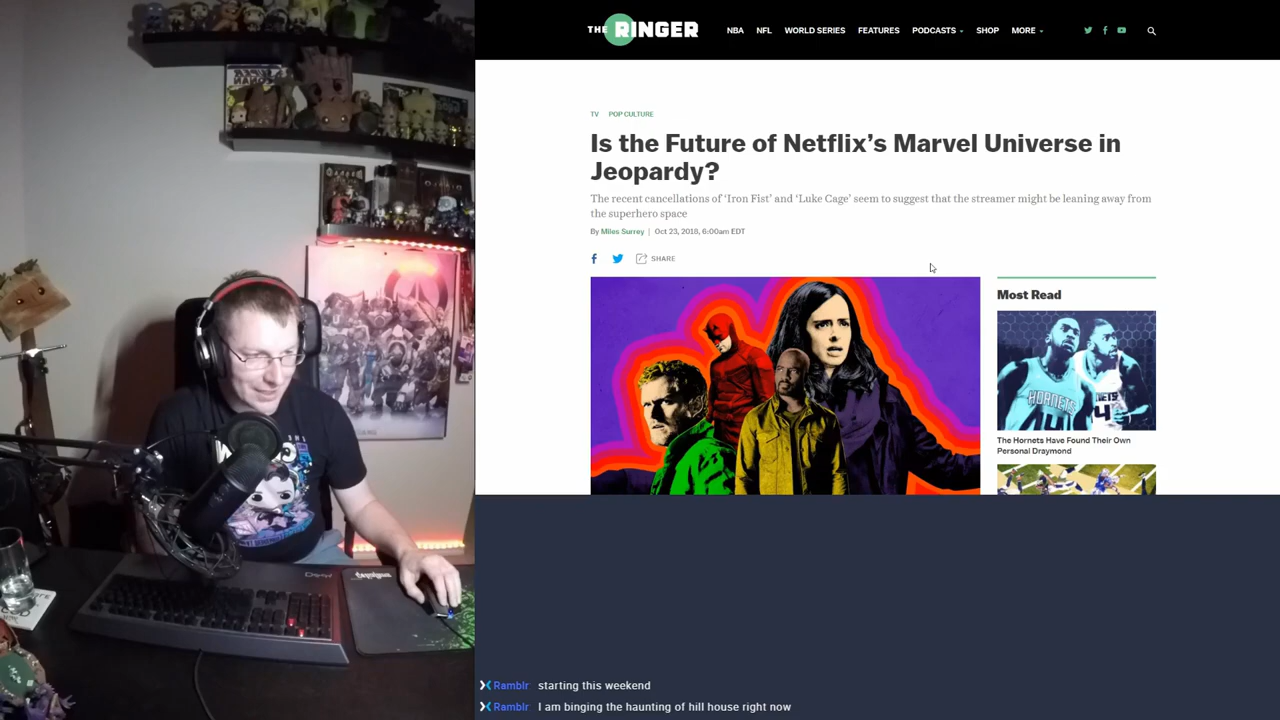 THE RINGER
NBA NFL WORLD SERIES FEATURES PODCASTS SHOP MORE
TV POP CULTURE
Is the Future of Netflix's Marvel Universe in
Jeopardy?
The recent cancellations of 'Iron Fist' and 'Luke Cage' seem to suggest that the streamer might be leaning away from
the superhero space
By Miles Surrey | Oct 23, 2018, 6:00am EDT
SHARE
Most Read
HORNETS
NETS
The Hornets Have Found Their Own
Personal Draymond
Ramblr starting this weekend
Ramblr I am binging the haunting of hill house right now